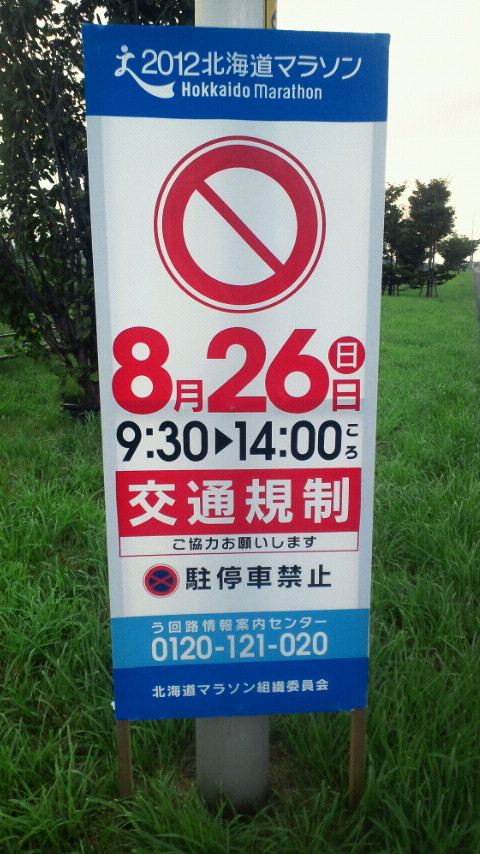 2012北海道マラソン
Hokkaido Marathon
8月26日㊐
9:30▶14:00ころ
交通規制
ご協力お願いします
駐停車禁止
う回路情報案内センター
0120-121-020
北海道マラソン組織委員会